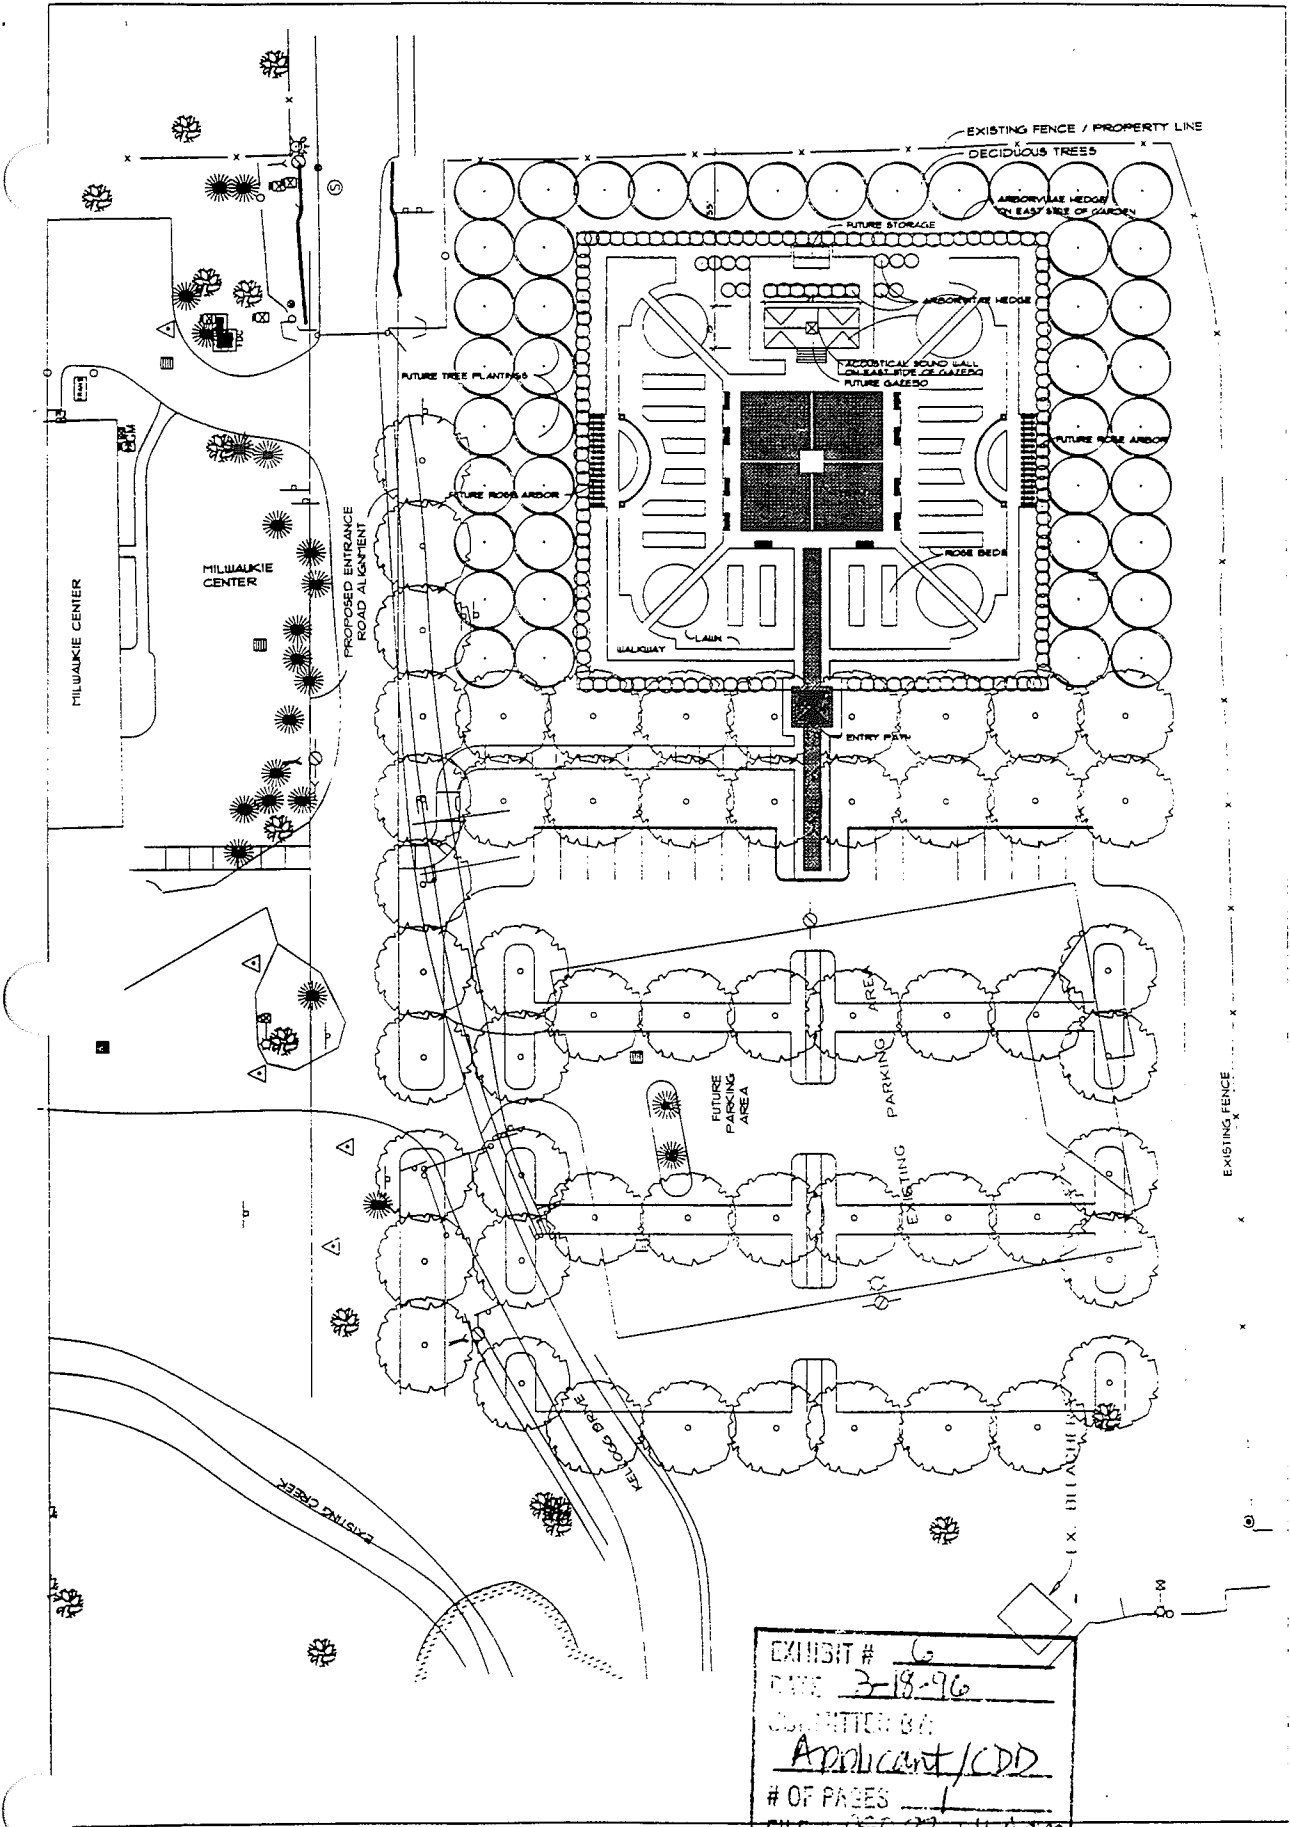 EXISTING FENCE / PROPERTY LINE
DECIDUOUS TREES
ARBORVITAE HEDGE
ON EAST SIDE OF GARDEN
FUTURE STORAGE
ARBORVITAE HEDGE
ACOUSTICAL SOUND WALL
ON EAST SIDE OF GAZEBO
FUTURE GAZEBO
FUTURE TREE PLANTINGS
FUTURE ROSE ARBOR
FUTURE ROSE ARBOR
PROPOSED ENTRANCE
ROAD ALIGNMENT
MILWAUKIE
CENTER
MILWAUKIE CENTER
ROSE BEDS
LAWN
WALKWAY
ENTRY PATH
FUTURE
PARKING
AREA
EXISTING PARKING AREA
EXISTING FENCE
KELLOGG DRIVE
EXISTING CREEK
EX. BLEACHER
EXHIBIT # 6
DATE 3-18-96
SUBMITTED BY:
Applicant/CDD
# OF PAGES 1